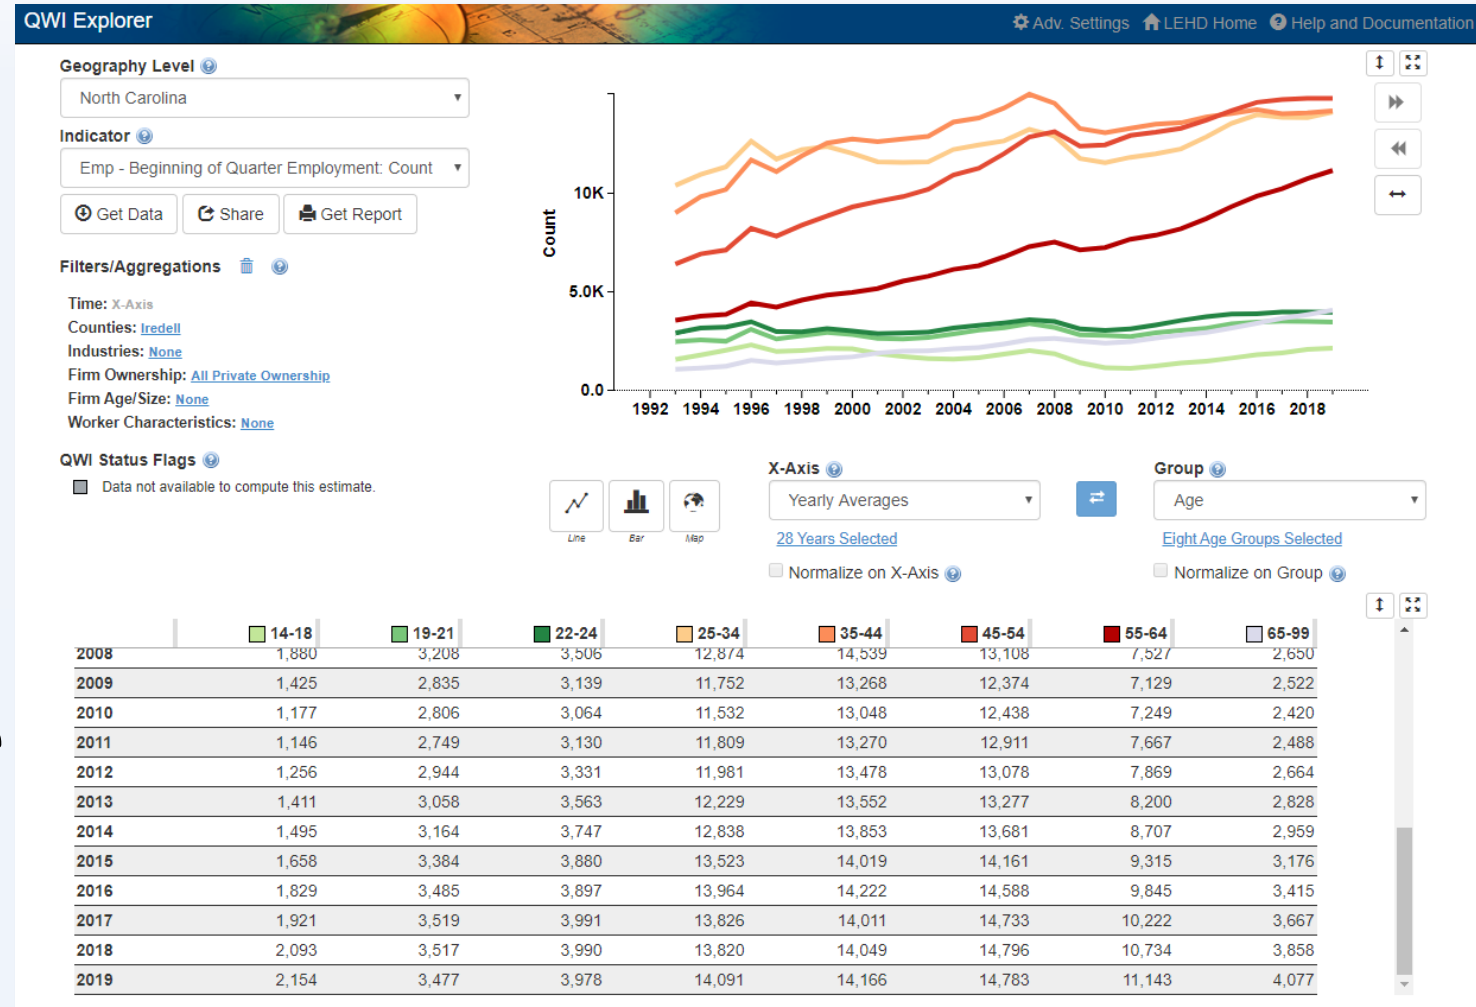 QWI Explorer
Adv. Settings LEHD Home Help and Documentation
Geography Level
North Carolina
Indicator
Emp - Beginning of Quarter Employment: Count
Get Data Share Get Report
Filters/Aggregations
Time: X-Axis
Counties: Iredell
Industries: None
Firm Ownership: All Private Ownership
Firm Age/Size: None
Worker Characteristics: None
QWI Status Flags
Data not available to compute this estimate.
Count
10K
5.0K
0.0
1992 1994 1996 1998 2000 2002 2004 2006 2008 2010 2012 2014 2016 2018
Line Bar Map
X-Axis
Yearly Averages
28 Years Selected
Normalize on X-Axis
Group
Age
Eight Age Groups Selected
Normalize on Group
14-18 19-21 22-24 25-34 35-44 45-54 55-64 65-99
2008 1,880 3,208 3,506 12,874 14,539 13,108 7,527 2,650
2009 1,425 2,835 3,139 11,752 13,268 12,374 7,129 2,522
2010 1,177 2,806 3,064 11,532 13,048 12,438 7,249 2,420
2011 1,146 2,749 3,130 11,809 13,270 12,911 7,667 2,488
2012 1,256 2,944 3,331 11,981 13,478 13,078 7,869 2,664
2013 1,411 3,058 3,563 12,229 13,552 13,277 8,200 2,828
2014 1,495 3,164 3,747 12,838 13,853 13,681 8,707 2,959
2015 1,658 3,384 3,880 13,523 14,019 14,161 9,315 3,176
2016 1,829 3,485 3,897 13,964 14,222 14,588 9,845 3,415
2017 1,921 3,519 3,991 13,826 14,011 14,733 10,222 3,667
2018 2,093 3,517 3,990 13,820 14,049 14,796 10,734 3,858
2019 2,154 3,477 3,978 14,091 14,166 14,783 11,143 4,077